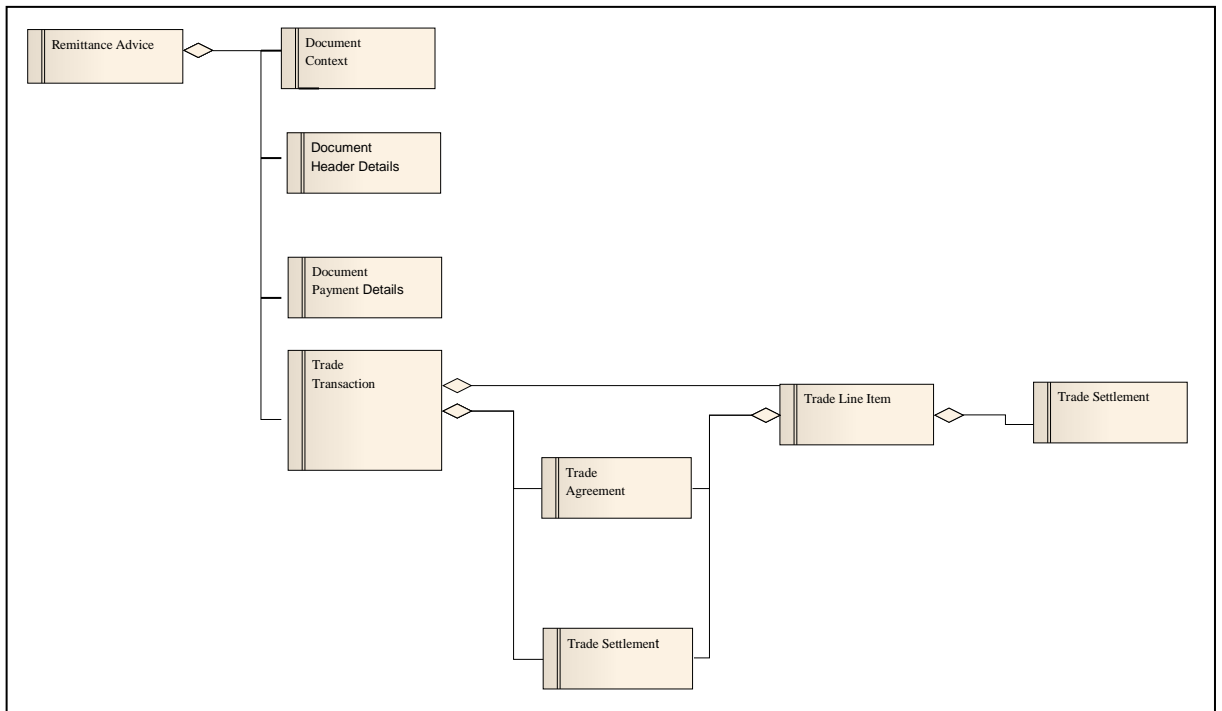 Remittance Advice
Document
Context
Document
Header Details
Document
Payment Details
Trade
Transaction
Trade Line Item
Trade Settlement
Trade
Agreement
Trade Settlement